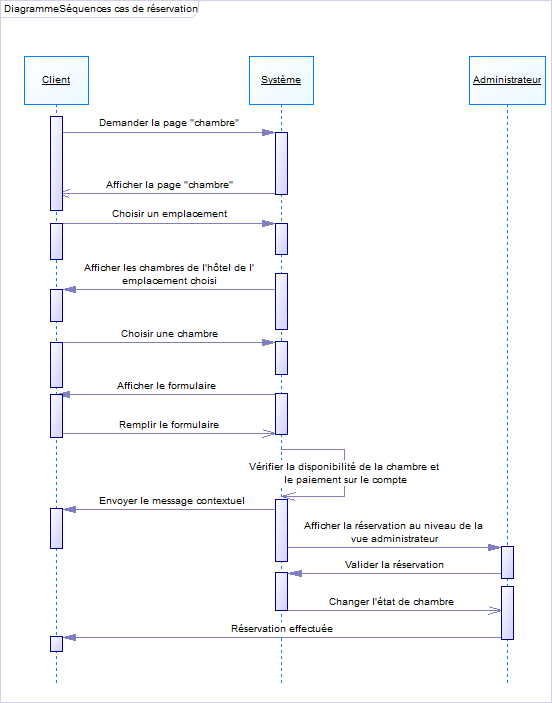 DiagrammeSéquences cas de réservation
Client
Système
Administrateur
Demander la page "chambre"
Afficher la page "chambre"
Choisir un emplacement
Afficher les chambres de l'hôtel de l'
emplacement choisi
Choisir une chambre
Afficher le formulaire
Remplir le formulaire
Vérifier la disponibilité de la chambre et
le paiement sur le compte
Envoyer le message contextuel
Afficher la réservation au niveau de la
vue administrateur
Valider la réservation
Changer l'état de chambre
Réservation effectuée